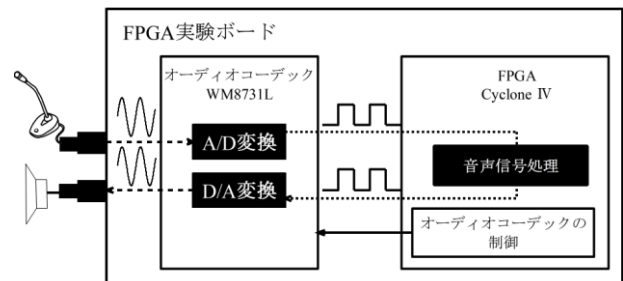 FPGA実験ボード
オーディオコーデック
WM8731L
A/D変換
D/A変換
FPGA
Cyclone Ⅳ
音声信号処理
オーディオコーデックの
制御